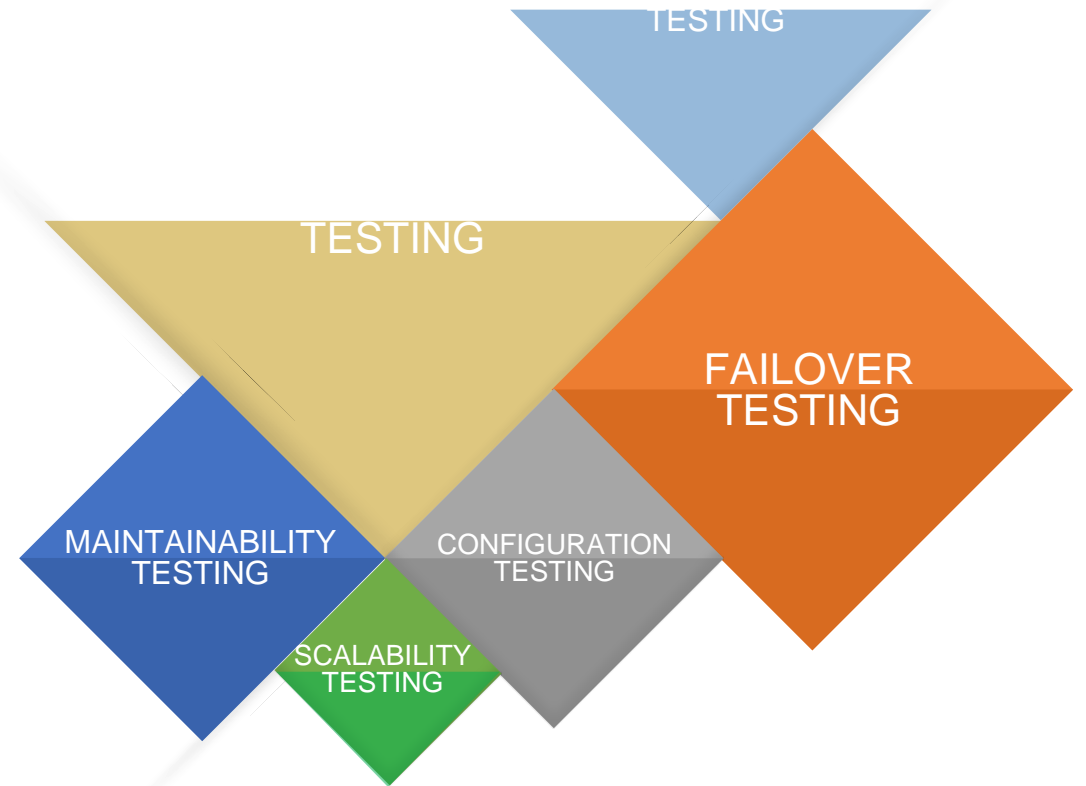 TESTING
TESTING
FAILOVER
TESTING
MAINTAINABILITY
TESTING
CONFIGURATION
TESTING
SCALABILITY
TESTING